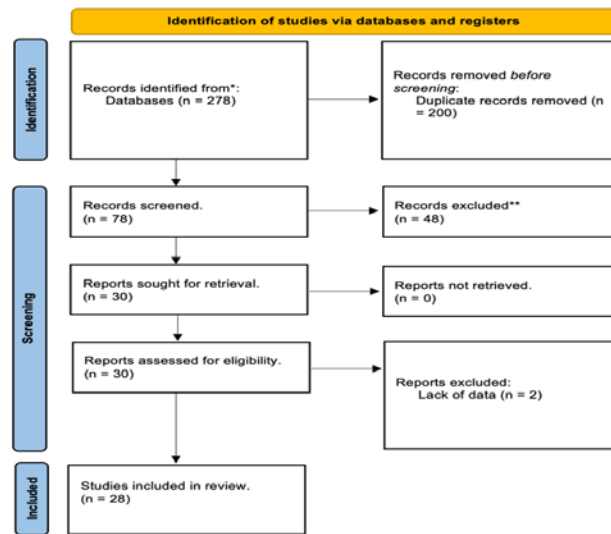 Identification of studies via databases and registers
Identification
Records identified from*:
Databases (n = 278)
Records removed before
screening:
Duplicate records removed (n
= 200)
Screening
Records screened.
(n = 78)
Records excluded**
(n = 48)
Reports sought for retrieval.
(n = 30)
Reports not retrieved.
(n = 0)
Reports assessed for eligibility.
(n = 30)
Reports excluded:
Lack of data (n = 2)
Included
Studies included in review.
(n = 28)